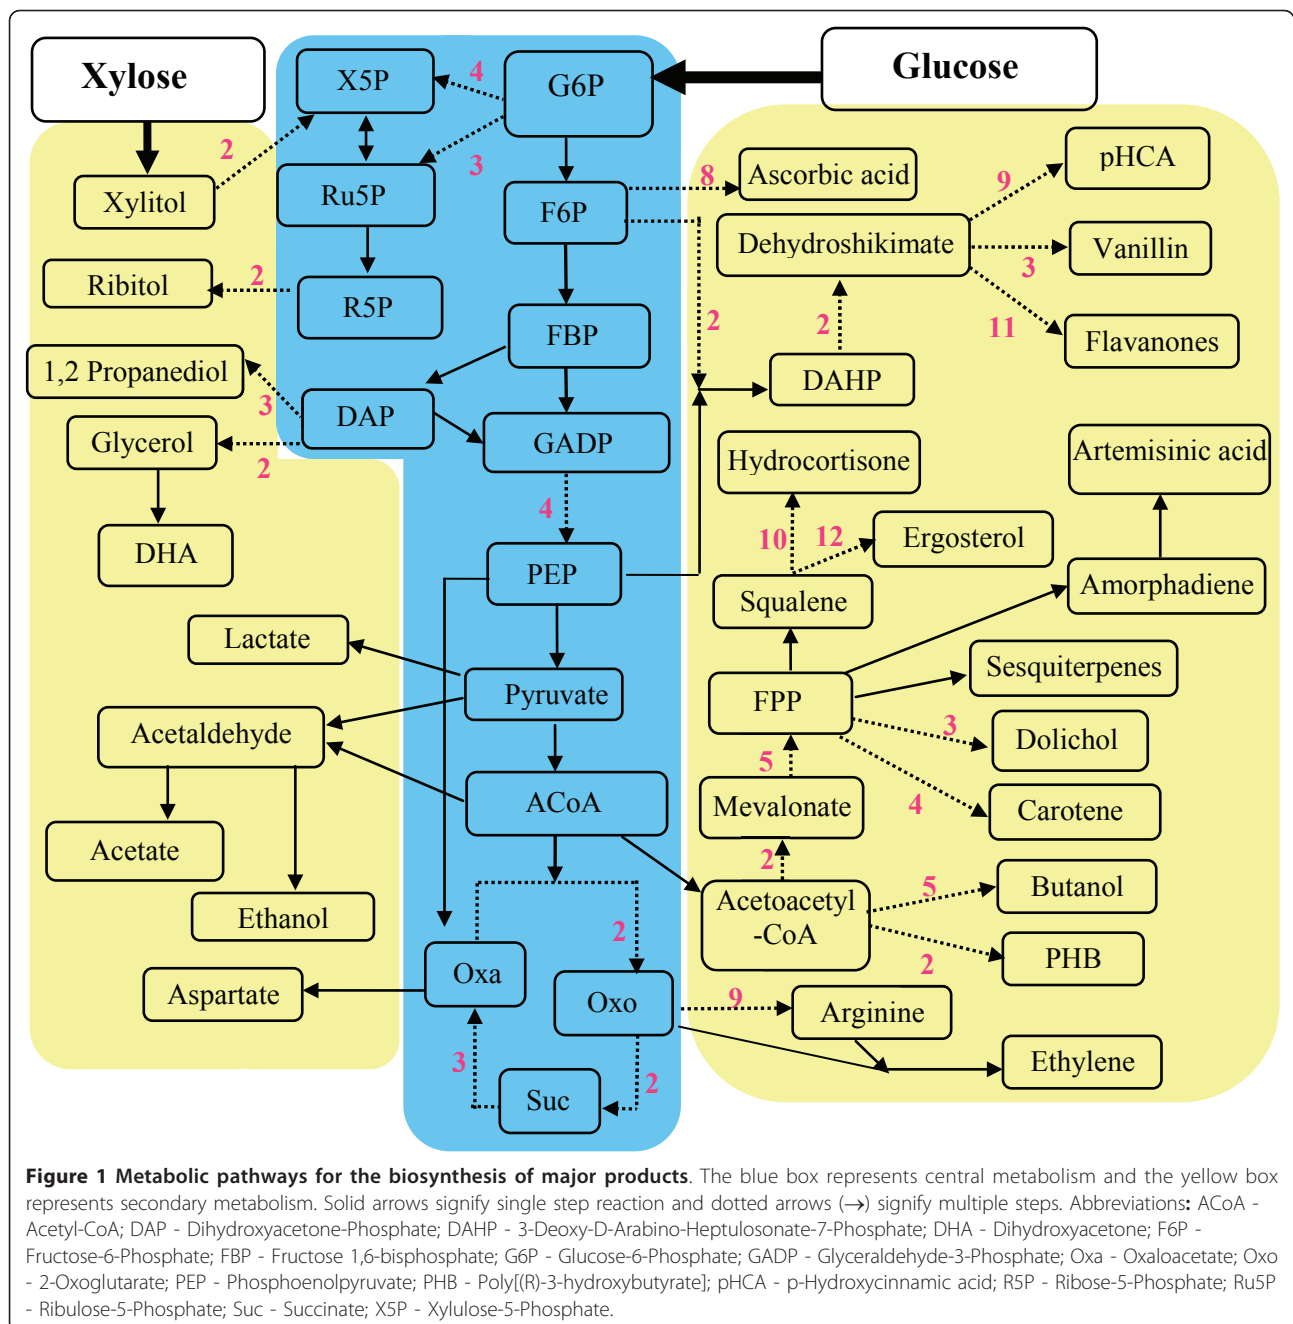 Xylose
X5P
4
G6P
Glucose
2
3
8
Ascorbic acid
9
pHCA
Xylitol
Ru5P
F6P
Dehydroshikimate
3
Vanillin
Ribitol
2
R5P
2
2
11
FBP
Flavanones
1,2 Propanediol
3
DAP
DAHP
Glycerol
2
GADP
Hydrocortisone
Artemisinic acid
4
10
12
Ergosterol
DHA
PEP
Squalene
Amorphadiene
Lactate
Pyruvate
FPP
Sesquiterpenes
Acetaldehyde
3
Dolichol
5
ACoA
Mevalonate
4
Carotene
Acetate
2
5
Butanol
Ethanol
Acetoacetyl
-CoA
2
2
PHB
Oxa
Aspartate
Oxo
9
Arginine
3
2
Ethylene
Suc
Figure 1 Metabolic pathways for the biosynthesis of major products. The blue box represents central metabolism and the yellow box
represents secondary metabolism. Solid arrows signify single step reaction and dotted arrows (→) signify multiple steps. Abbreviations: ACoA -
Acetyl-CoA; DAP - Dihydroxyacetone-Phosphate; DAHP - 3-Deoxy-D-Arabino-Heptulosonate-7-Phosphate; DHA - Dihydroxyacetone; F6P -
Fructose-6-Phosphate; FBP - Fructose 1,6-bisphosphate; G6P - Glucose-6-Phosphate; GADP - Glyceraldehyde-3-Phosphate; Oxa - Oxaloacetate; Oxo
- 2-Oxoglutarate; PEP - Phosphoenolpyruvate; PHB - Poly[(R)-3-hydroxybutyrate]; pHCA - p-Hydroxycinnamic acid; R5P - Ribose-5-Phosphate; Ru5P
- Ribulose-5-Phosphate; Suc - Succinate; X5P - Xylulose-5-Phosphate.